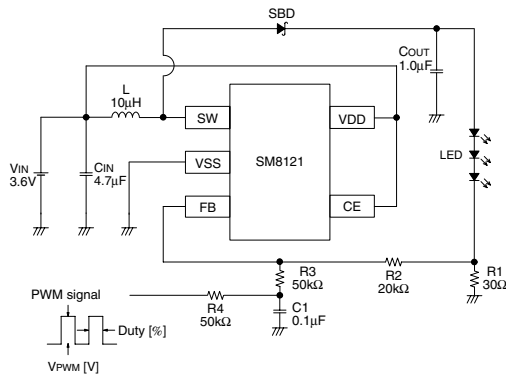 SBD
COUT
1.0µF
L
10µH
SW
VDD
VIN
3.6V
CIN
4.7µF
VSS
SM8121
LED
FB
CE
R3
50kΩ
R2
20kΩ
R1
30Ω
PWM signal
R4
50kΩ
C1
0.1µF
Duty [%]
VPWM [V]